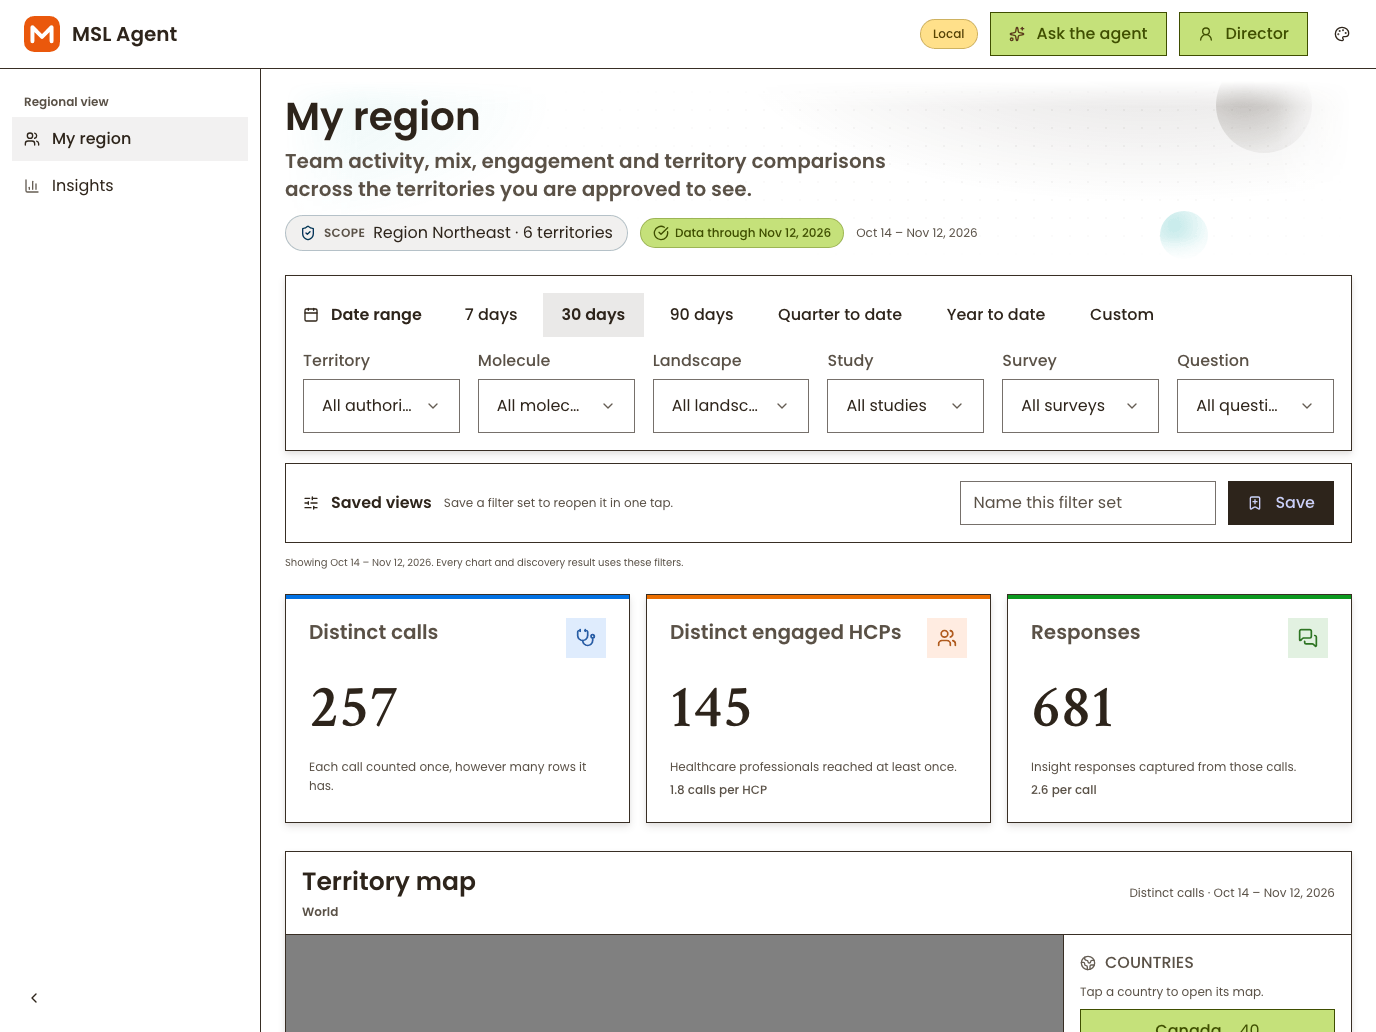 MSL Agent
Local
Ask the agent
Director
Regional view
My region
Insights
My region
Team activity, mix, engagement and territory comparisons
across the territories you are approved to see.
SCOPE Region Northeast · 6 territories
Data through Nov 12, 2026
Oct 14 – Nov 12, 2026
Date range
7 days
30 days
90 days
Quarter to date
Year to date
Custom
Territory
Molecule
Landscape
Study
Survey
Question
All authori...
All molec...
All landsc...
All studies
All surveys
All questi...
Saved views
Save a filter set to reopen it in one tap.
Name this filter set
Save
Showing Oct 14 – Nov 12, 2026. Every chart and discovery result uses these filters.
Distinct calls
257
Each call counted once, however many rows it
has.
Distinct engaged HCPs
145
Healthcare professionals reached at least once.
1.8 calls per HCP
Responses
681
Insight responses captured from those calls.
2.6 per call
Territory map
World
Distinct calls · Oct 14 – Nov 12, 2026
COUNTRIES
Tap a country to open its map.
Canada 40